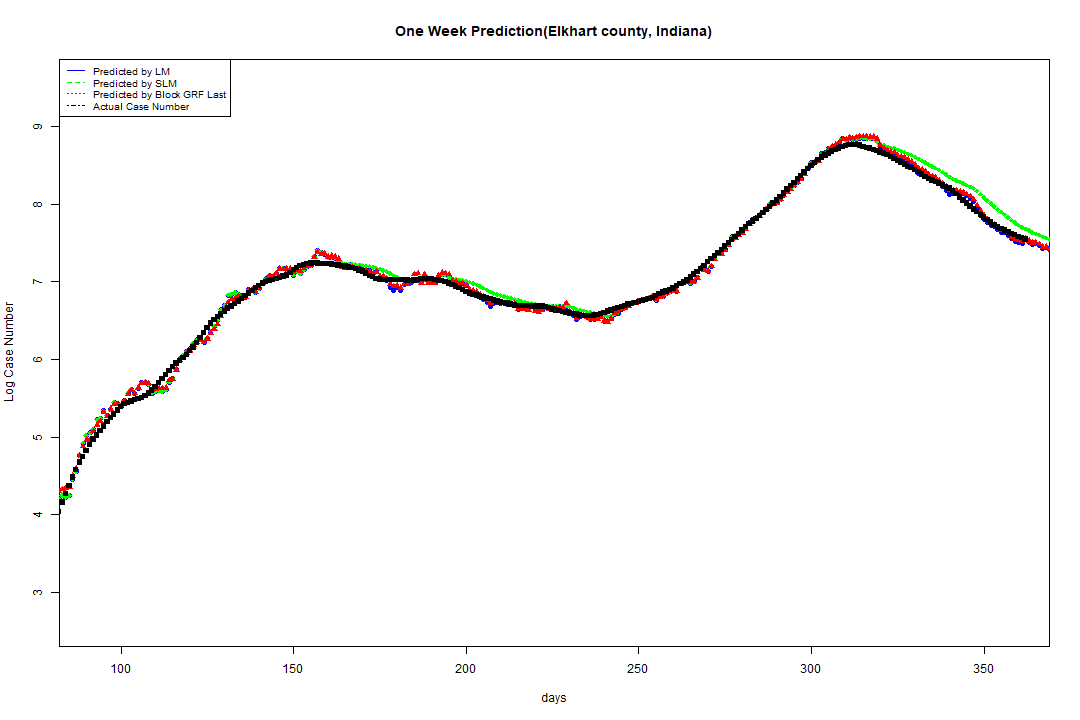 One Week Prediction(Elkhart county, Indiana)
Predicted by LM
Predicted by SLM
Predicted by Block GRF Last
Actual Case Number
Log Case Number
9
8
7
6
5
4
3
100 150 200 250 300 350
days